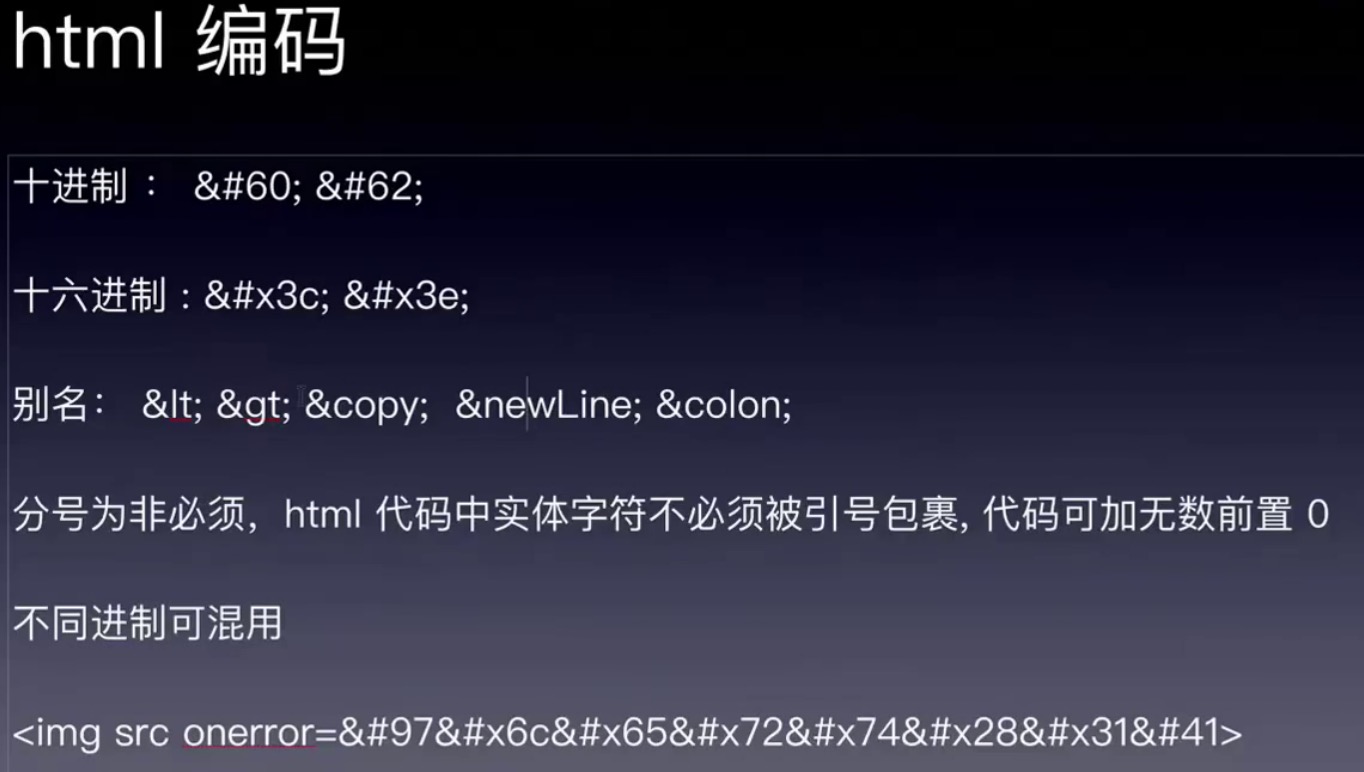 html 编码
十进制： &#60; &#62;
十六进制 : &#x3c; &#x3e;
别名： &lt; &gt; &copy; &newLine; &colon;
分号为非必须，html 代码中实体字符不必须被引号包裹, 代码可加无数前置 0
不同进制可混用
<img src onerror=&#97&#x6c&#x65&#x72&#x74&#x28&#x31&#41>